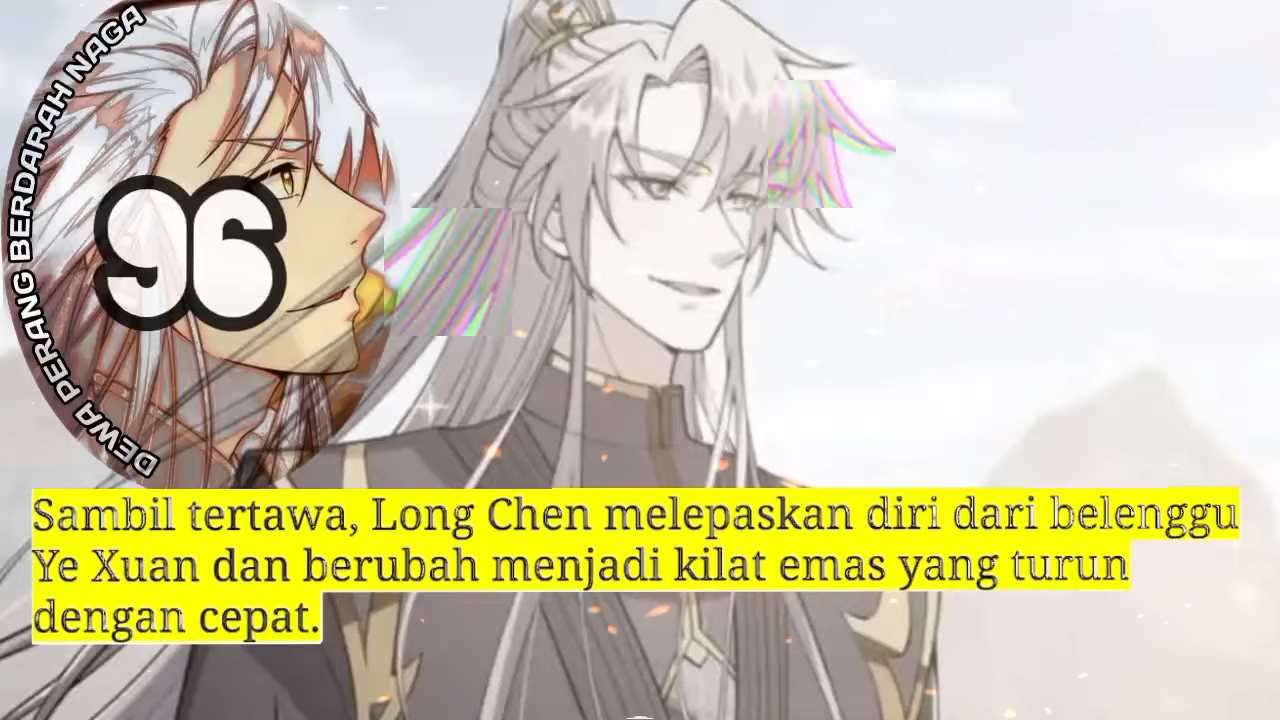 DEWA PERANG BERDARAH NAGA
96
Sambil tertawa, Long Chen melepaskan diri dari belenggu
Ye Xuan dan berubah menjadi kilat emas yang turun
dengan cepat.